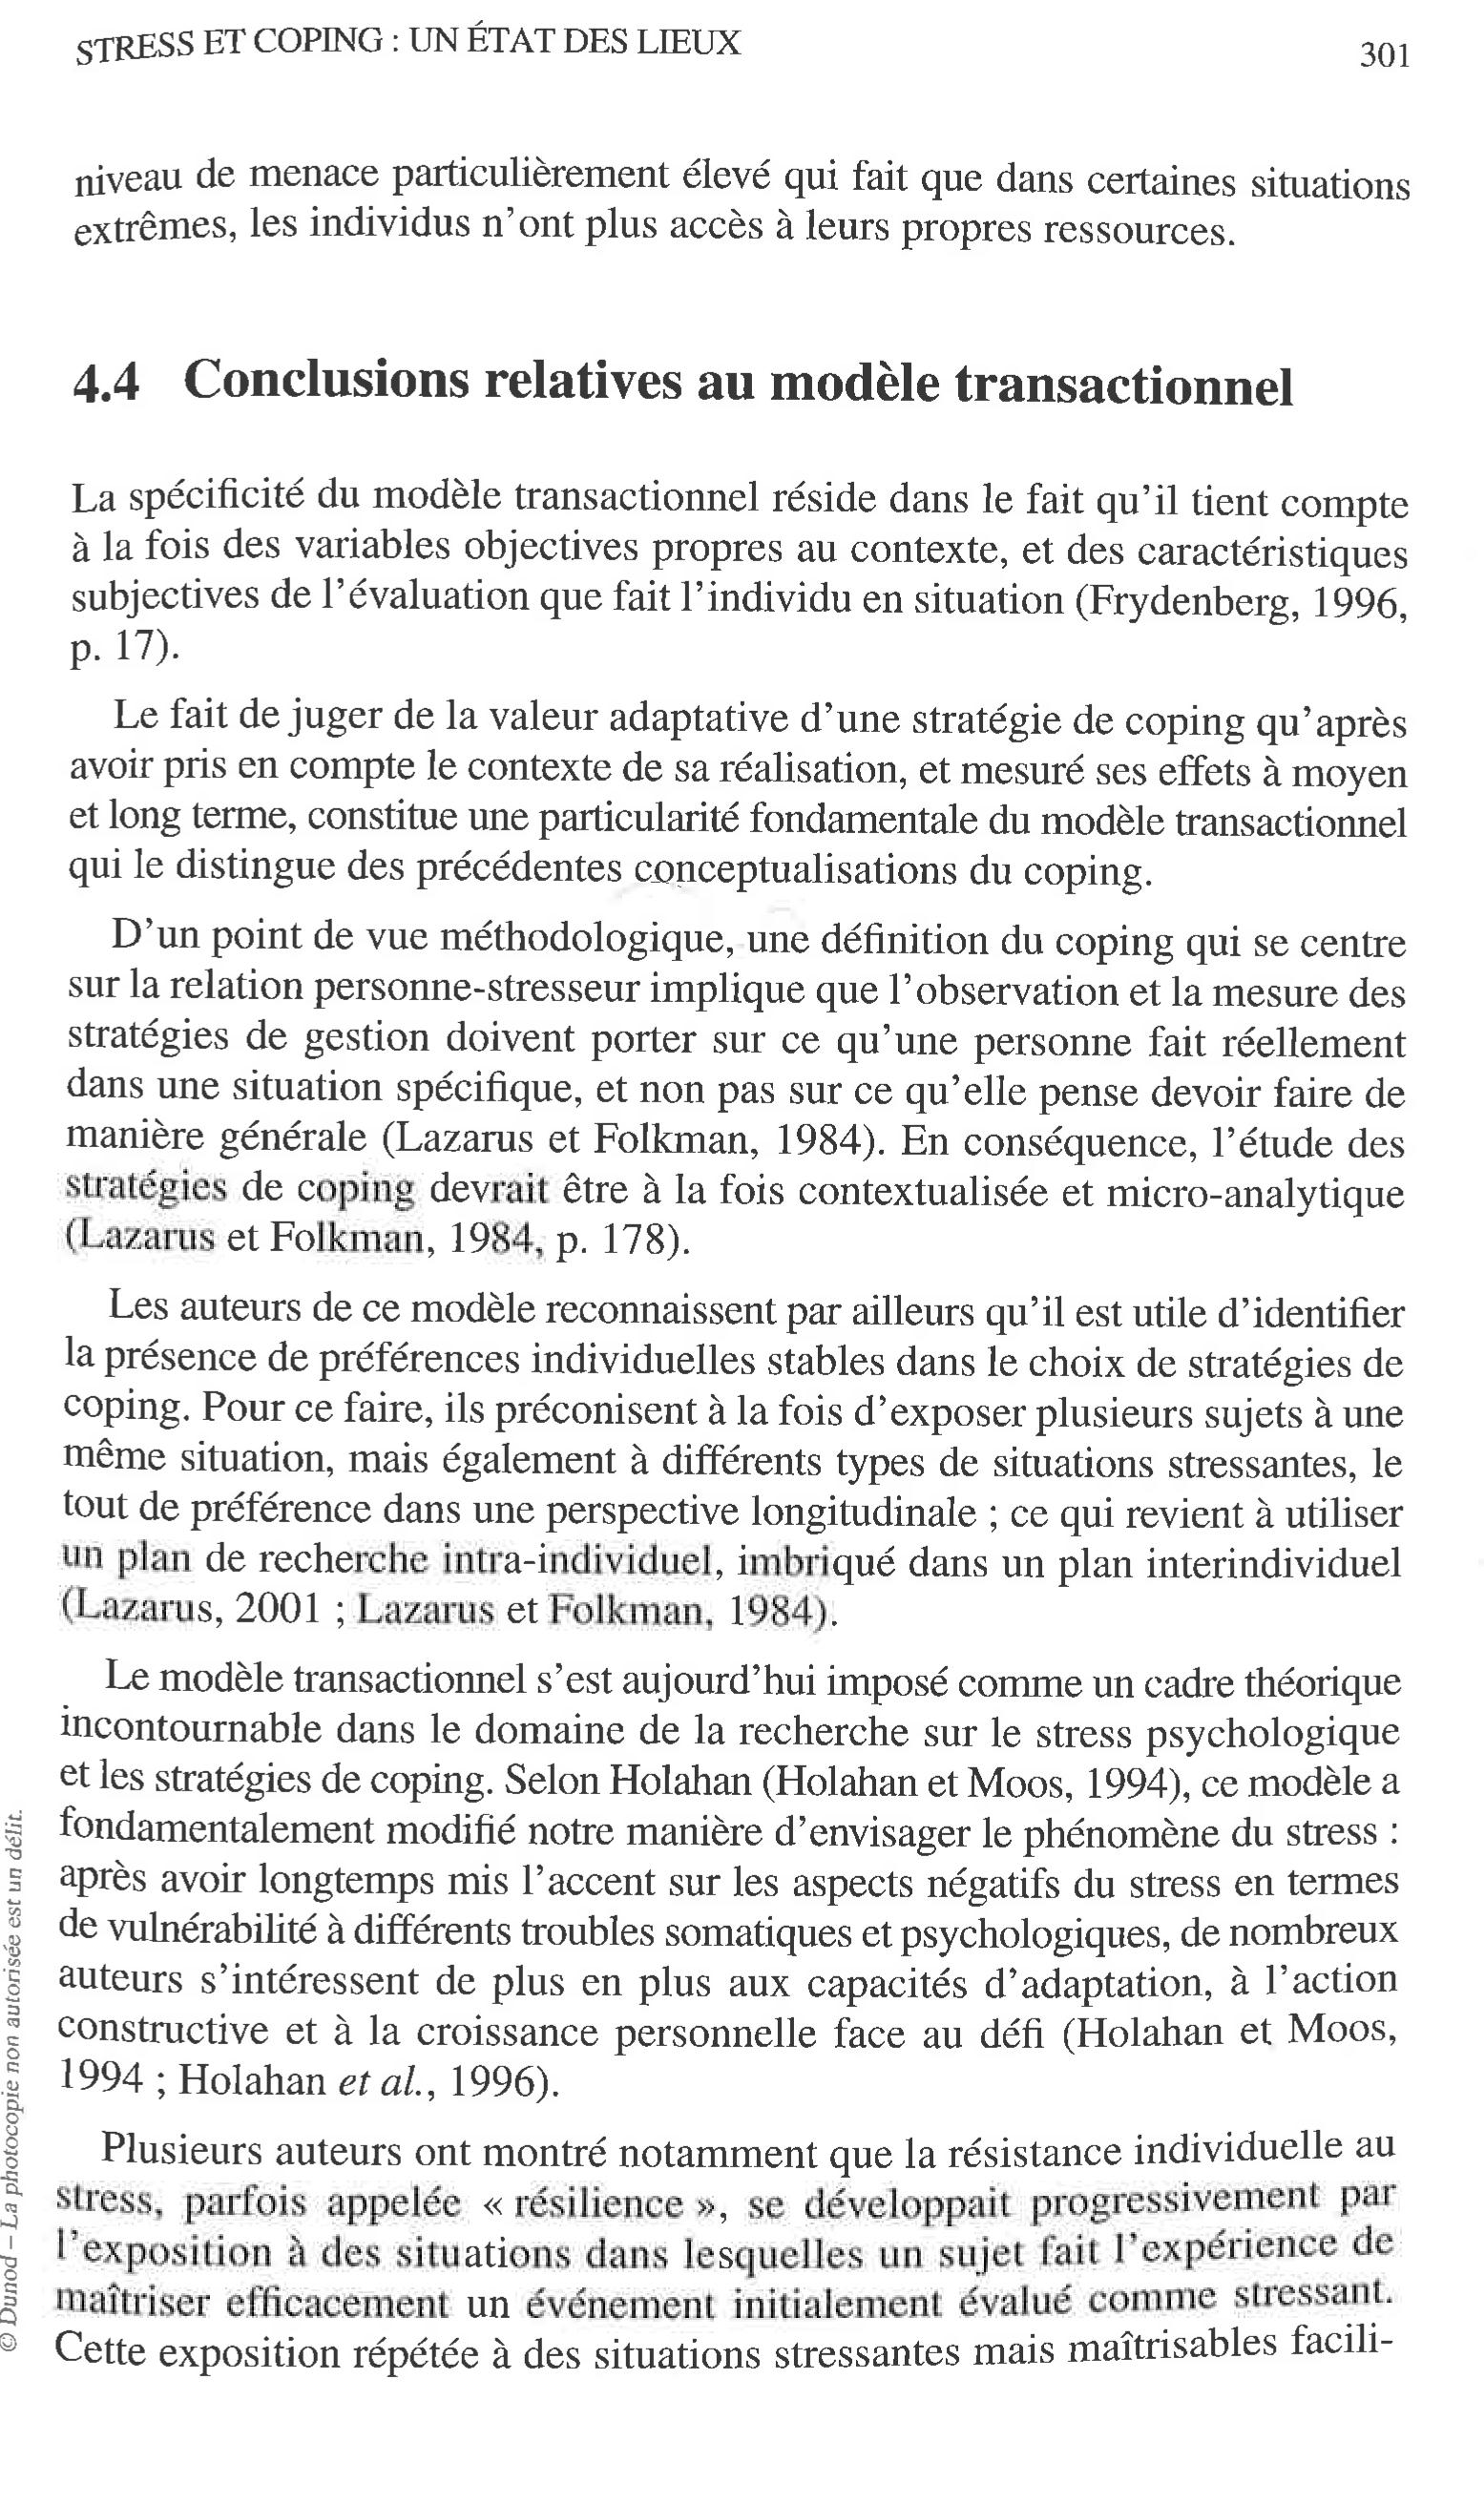 STRESS ET COPING : UN ÉTAT DES LIEUX
301
niveau de menace particulièrement élevé qui fait que dans certaines situations
extrêmes, les individus n'ont plus accès à leurs propres ressources.
4.4 Conclusions relatives au modèle transactionnel
La spécificité du modèle transactionnel réside dans le fait qu'il tient compte
à la fois des variables objectives propres au contexte, et des caractéristiques
subjectives de l'évaluation que fait l'individu en situation (Frydenberg, 1996,
p. 17).
Le fait de juger de la valeur adaptative d'une stratégie de coping qu'après
avoir pris en compte le contexte de sa réalisation, et mesuré ses effets à moyen
et long terme, constitue une particularité fondamentale du modèle transactionnel
qui le distingue des précédentes conceptualisations du coping.
D'un point de vue méthodologique, une définition du coping qui se centre
sur la relation personne-stresseur implique que l'observation et la mesure des
stratégies de gestion doivent porter sur ce qu'une personne fait réellement
dans une situation spécifique, et non pas sur ce qu'elle pense devoir faire de
manière générale (Lazarus et Folkman, 1984). En conséquence, l'étude des
stratégies de coping devrait être à la fois contextualisée et micro-analytique
(Lazarus et Folkman, 1984, p. 178).
Les auteurs de ce modèle reconnaissent par ailleurs qu'il est utile d'identifier
la présence de préférences individuelles stables dans le choix de stratégies de
coping. Pour ce faire, ils préconisent à la fois d'exposer plusieurs sujets à une
même situation, mais également à différents types de situations stressantes, le
tout de préférence dans une perspective longitudinale ; ce qui revient à utiliser
un plan de recherche intra-individuel, imbriqué dans un plan interindividuel
(Lazarus, 2001 ; Lazarus et Folkman, 1984).
Le modèle transactionnel s'est aujourd'hui imposé comme un cadre théorique
incontournable dans le domaine de la recherche sur le stress psychologique
et les stratégies de coping. Selon Holahan (Holahan et Moos, 1994), ce modèle a
fondamentalement modifié notre manière d'envisager le phénomène du stress :
après avoir longtemps mis l'accent sur les aspects négatifs du stress en termes
de vulnérabilité à différents troubles somatiques et psychologiques, de nombreux
auteurs s'intéressent de plus en plus aux capacités d'adaptation, à l'action
constructive et à la croissance personnelle face au défi (Holahan et Moos,
1994 ; Holahan et al., 1996).
Plusieurs auteurs ont montré notamment que la résistance individuelle au
stress, parfois appelée « résilience », se développait progressivement par
l'exposition à des situations dans lesquelles un sujet fait l'expérience de
maîtriser efficacement un événement initialement évalué comme stressant.
Cette exposition répétée à des situations stressantes mais maîtrisables facili-
© Dunod – La photocopie non autorisée est un délit.